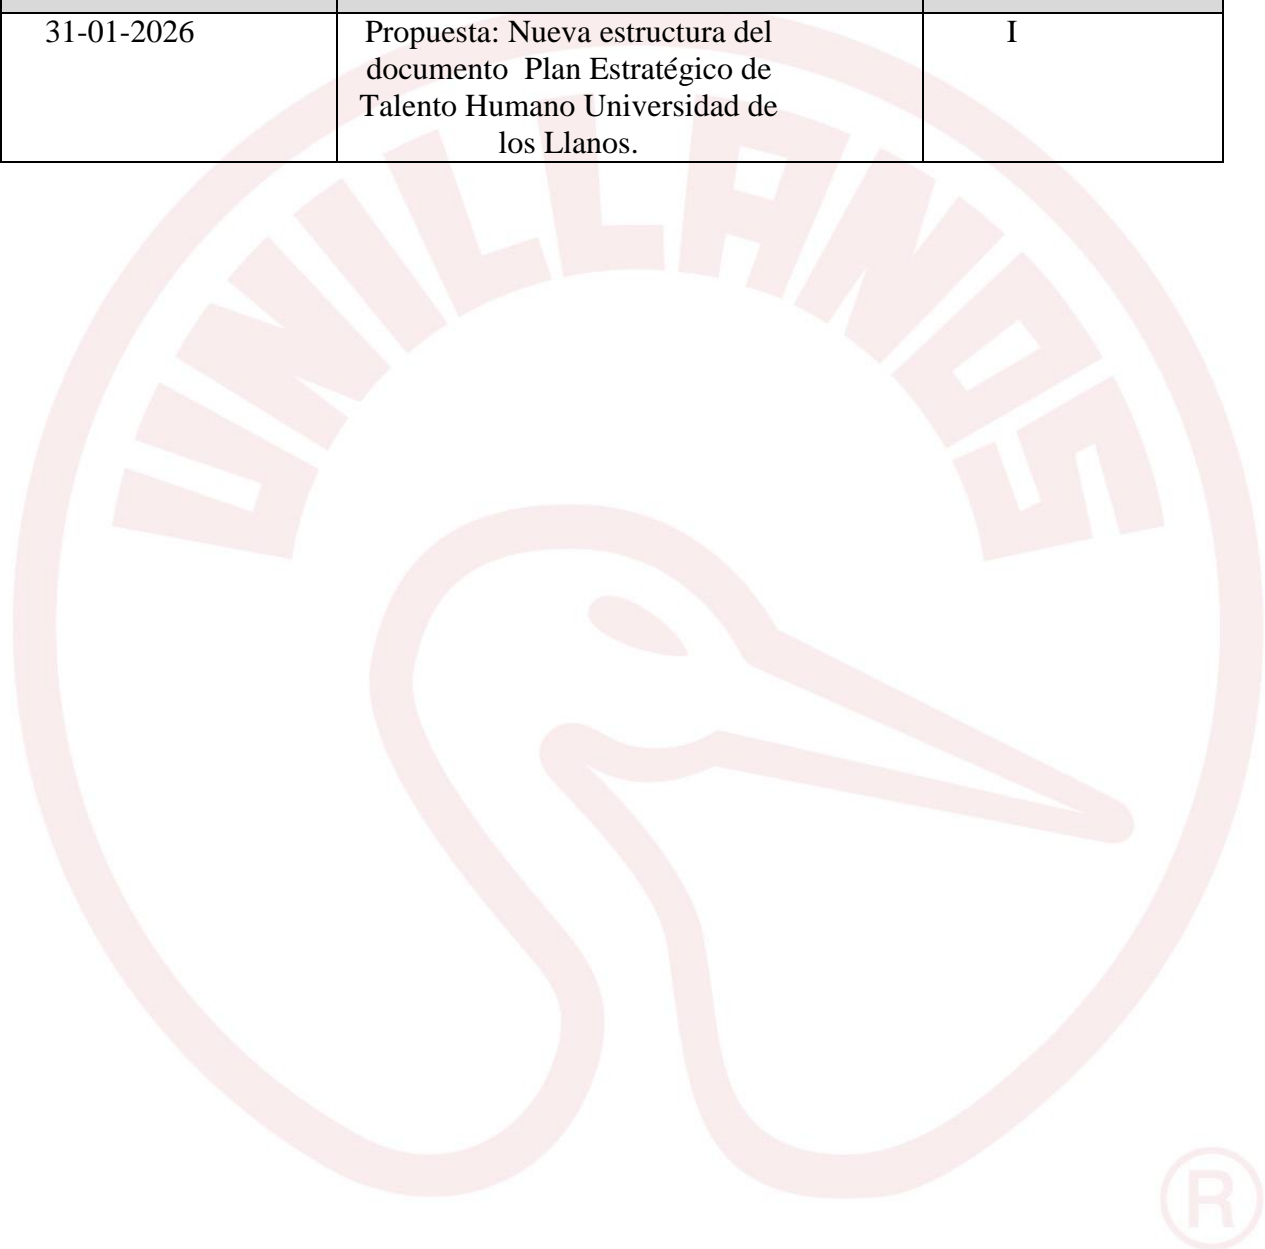 31-01-2026
Propuesta: Nueva estructura del
documento  Plan Estratégico de
Talento Humano Universidad de
los Llanos.
I
UNILLANOS
R